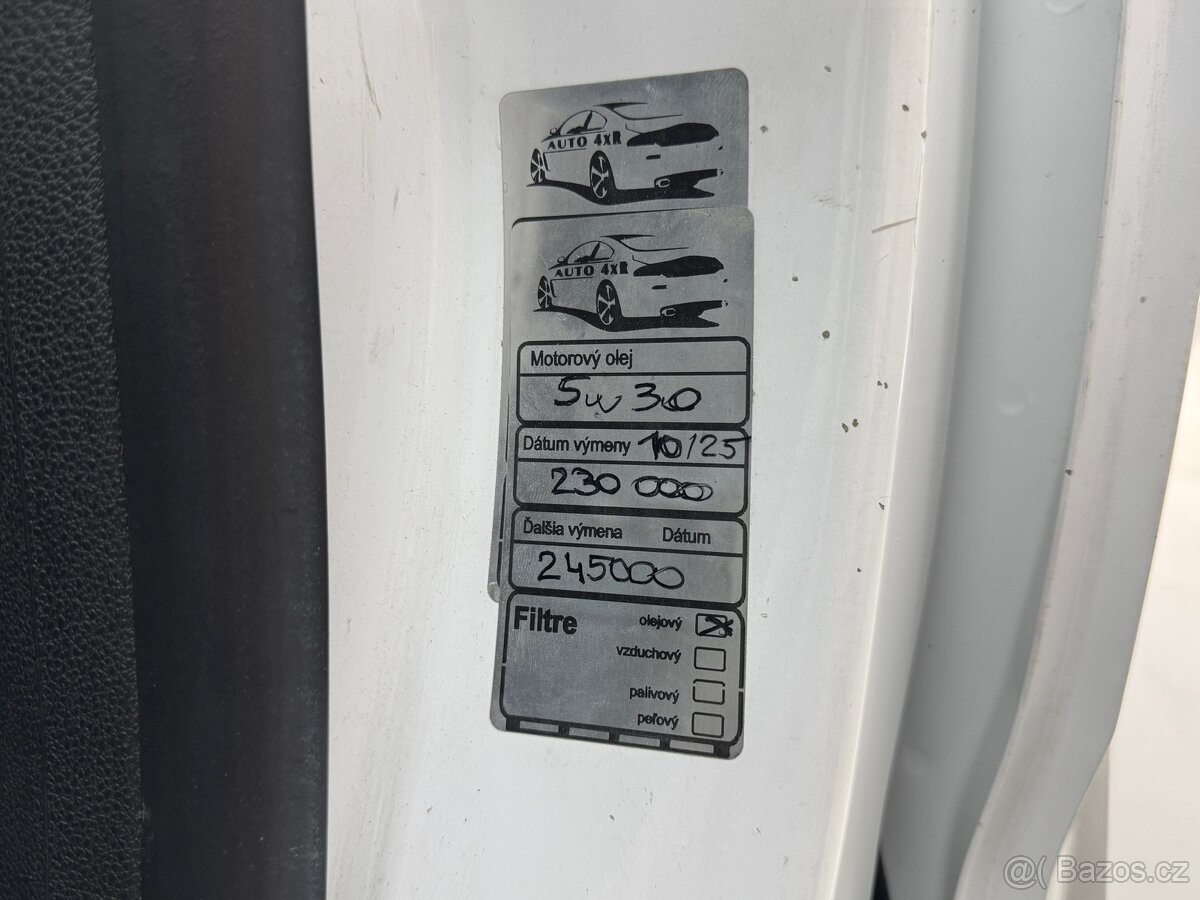 AUTO 4xR
AUTO 4xR
Motorový olej
5w30
Dátum výmeny 10/25
230 000
Ďalšia výmena Dátum
245000
Filtre
olejový
vzduchový
palivový
peľový
@( Bazos.cz